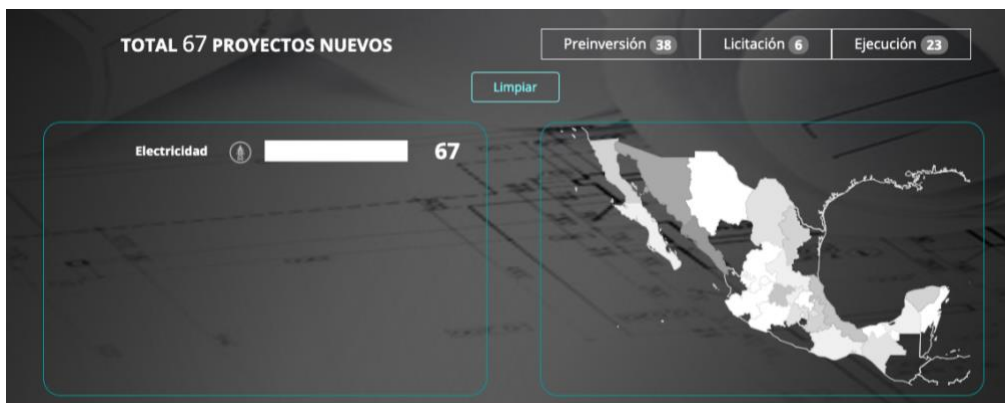 TOTAL 67 PROYECTOS NUEVOS
Preinversión 38
Licitación 6
Ejecución 23
Limpiar
Electricidad 67